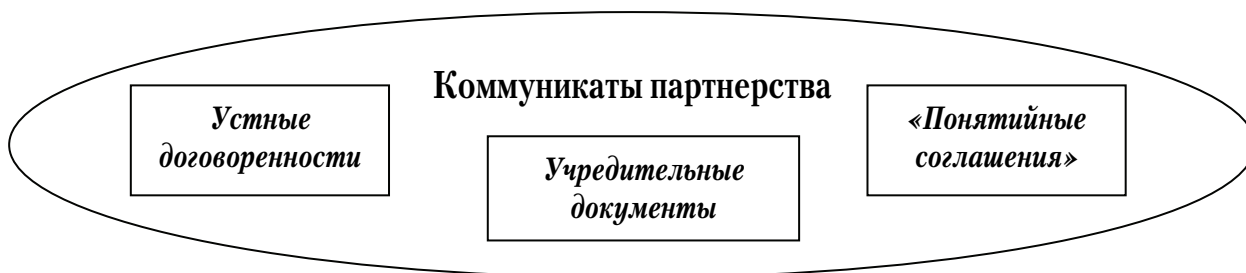 Коммуникаты партнерства
Устные
договоренности
Учредительные
документы
«Понятийные
соглашения»